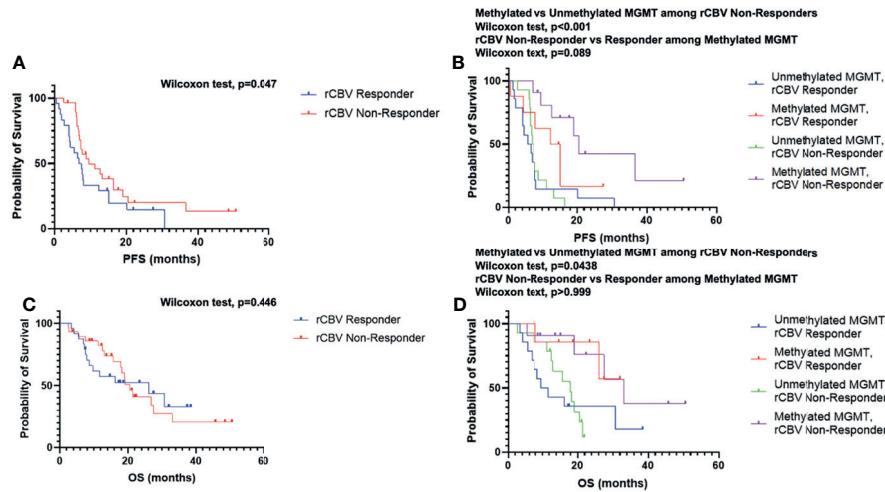 A
Wilcoxon test, p=0.047
rCBV Responder
rCBV Non-Responder
Probability of Survival
100
50
0
0
20
40
60
PFS (months)
Methylated vs Unmethylated MGMT among rCBV Non-Responders
Wilcoxon test, p<0.001
rCBV Non-Responder vs Responder among Methylated MGMT
Wilcoxon text, p=0.089
B
Unmethylated MGMT,
rCBV Responder
Methylated MGMT,
rCBV Responder
Unmethylated MGMT,
rCBV Non-Responder
Methylated MGMT,
rCBV Non-Responder
Probability of Survival
100
50
0
0
20
40
60
PFS (months)
C
Wilcoxon test, p=0.446
rCBV Responder
rCBV Non-Responder
Probability of Survival
100
50
0
0
20
40
60
OS (months)
Methylated vs Unmethylated MGMT among rCBV Non-Responders
Wilcoxon test, p=0.0438
rCBV Non-Responder vs Responder among Methylated MGMT
Wilcoxon text, p>0.999
D
Unmethylated MGMT
rCBV Responder
Methylated MGMT,
rCBV Responder
Unmethylated MGMT
rCBV Non-Responder
Methylated MGMT,
rCBV Non-Responder
Probability of Survival
100
50
0
0
20
40
60
OS (months)